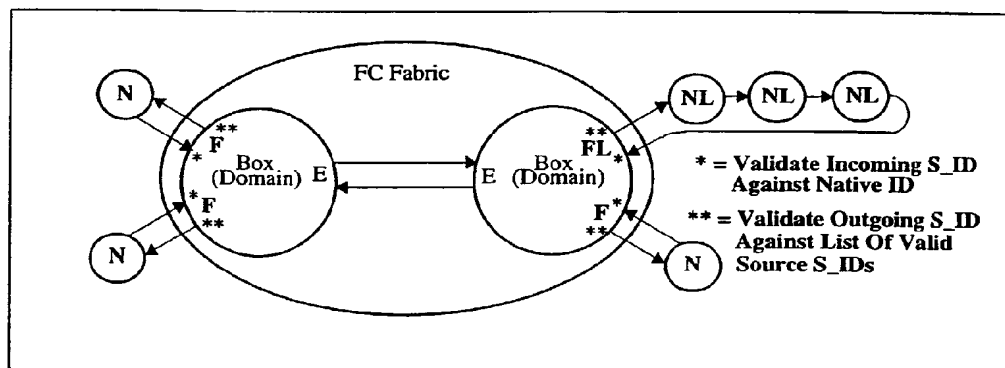 FC Fabric
N
**
F
*
Box
(Domain)
E
*
F
**
N
E
Box
(Domain)
**
FL
*
F
*
**
NL
NL
NL
N
* = Validate Incoming S_ID
Against Native ID
** = Validate Outgoing S_ID
Against List Of Valid
Source S_IDs